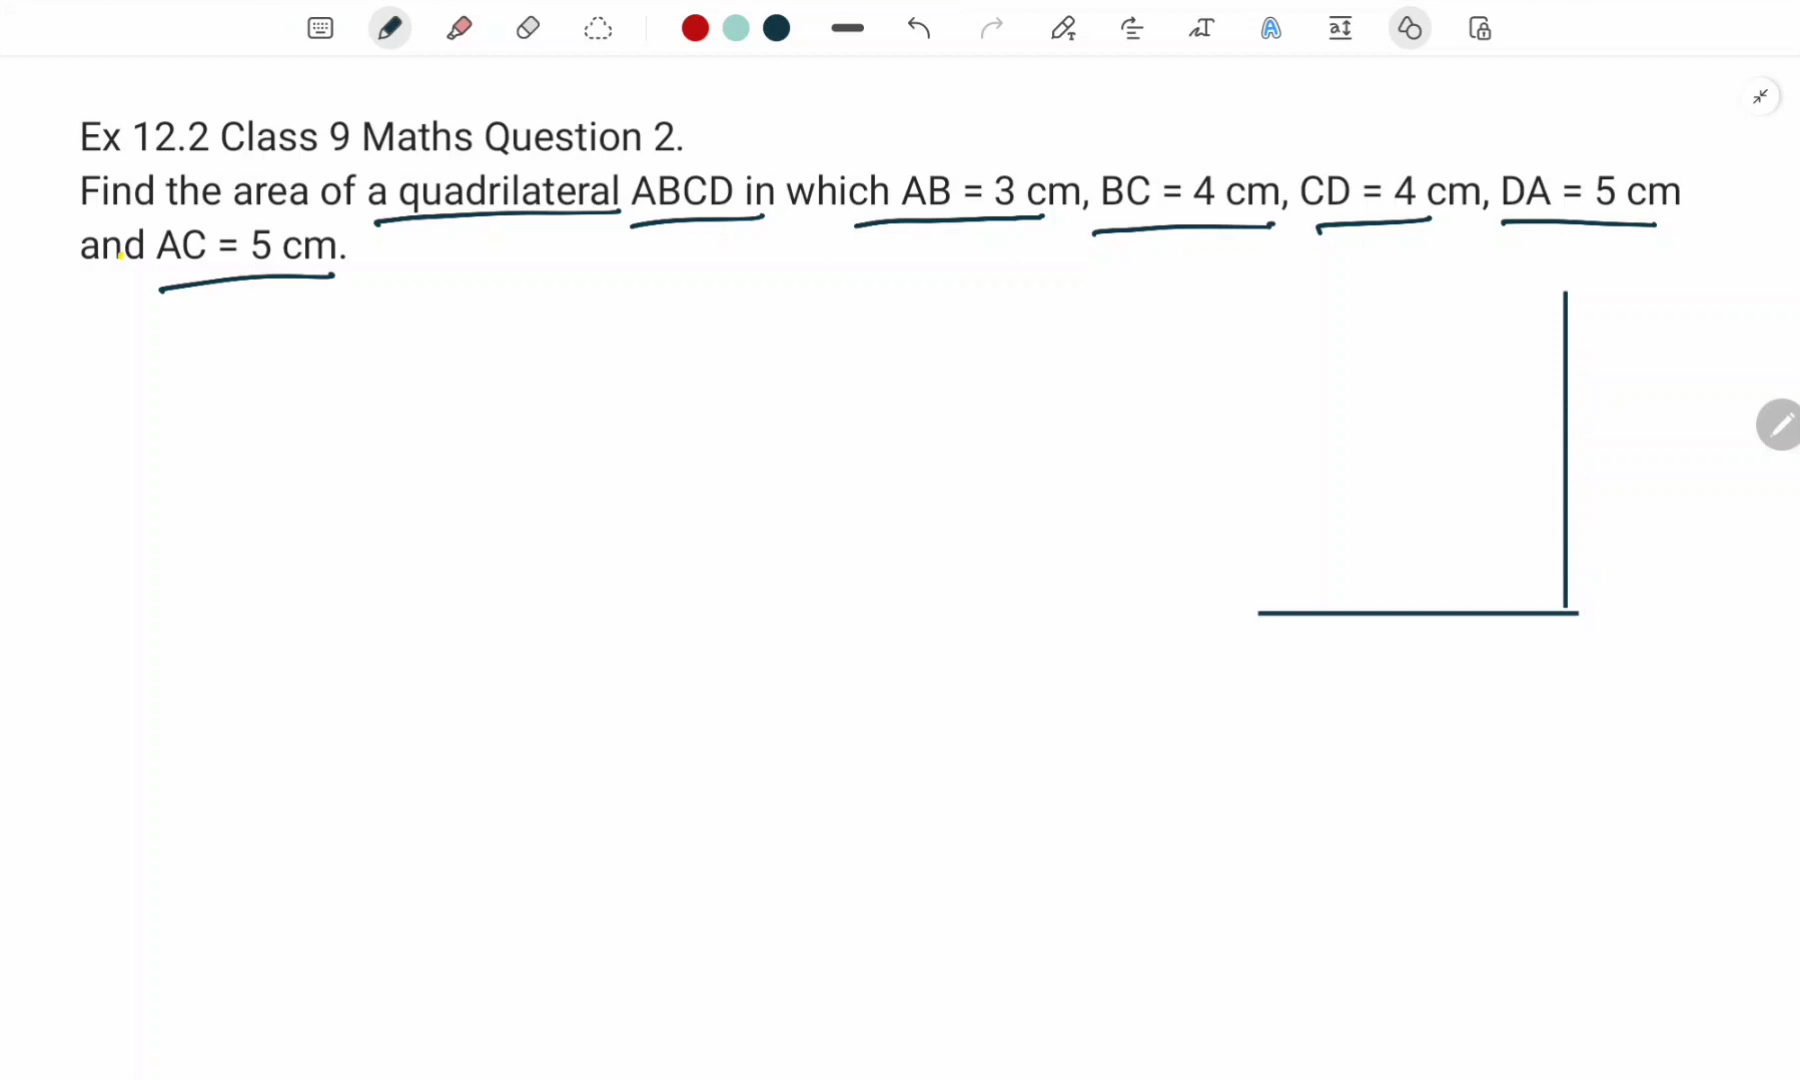 Ex 12.2 Class 9 Maths Question 2.
Find the area of a quadrilateral ABCD in which AB = 3 cm, BC = 4 cm, CD = 4 cm, DA = 5 cm
and AC = 5 cm.